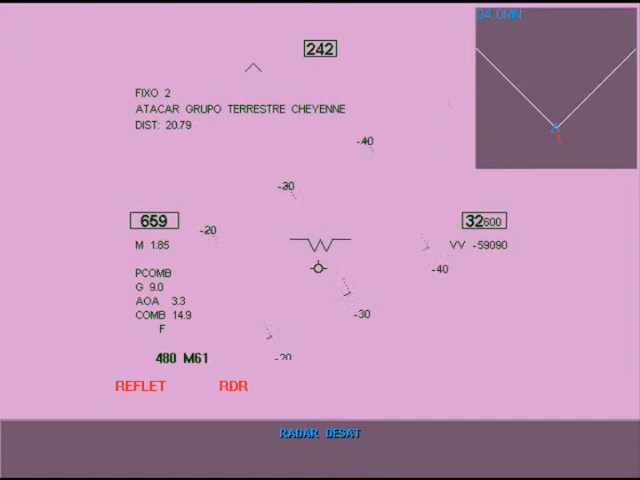 34.0MN
242
FIXO 2
ATACAR GRUPO TERRESTRE CHEYENNE
DIST: 20.79
-40
-30
659
32600
-20
M 1.85
VV -59090
-40
PCOMB
G 9.0
AOA 3.3
COMB 14.9
-30
F
480 M61
-20
REFLET RDR
RADAR DESAT